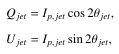 Q_{jet} = I_{p,jet} cos 2θ_{jet},
U_{jet} = I_{p,jet} sin 2θ_{jet},